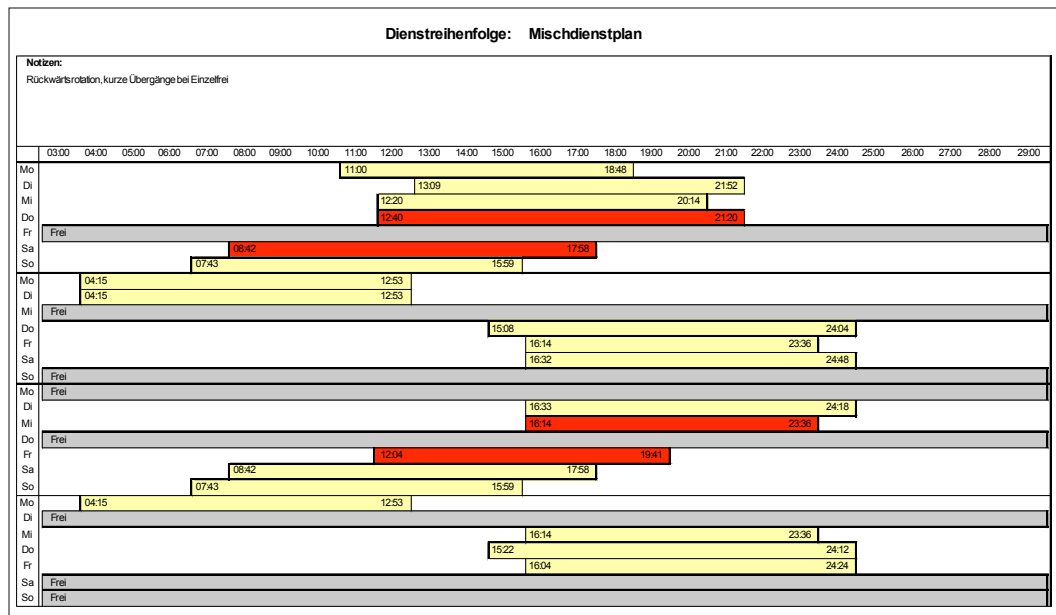 Dienstreihenfolge: Mischdienstplan
Notizen:
Rückwärtsrotation, kurze Übergänge bei Einzelfrei
03:00 04:00 05:00 06:00 07:00 08:00 09:00 10:00 11:00 12:00 13:00 14:00 15:00 16:00 17:00 18:00 19:00 20:00 21:00 22:00 23:00 24:00 25:00 26:00 27:00 28:00 29:00
Mo 11:00 18:48
Di 13:09 21:52
Mi 12:20 20:14
Do 12:40 21:20
Fr Frei
Sa 08:42 17:58
So 07:43 15:59
Mo 04:15 12:53
Di 04:15 12:53
Mi Frei
Do 15:08 24:04
Fr 16:14 23:36
Sa 16:32 24:48
So Frei
Mo Frei
Di 16:33 24:18
Mi 16:14 23:36
Do Frei
Fr 12:04 19:41
Sa 08:42 17:58
So 07:43 15:59
Mo 04:15 12:53
Di Frei
Mi 16:14 23:36
Do 15:22 24:12
Fr 16:04 24:24
Sa Frei
So Frei